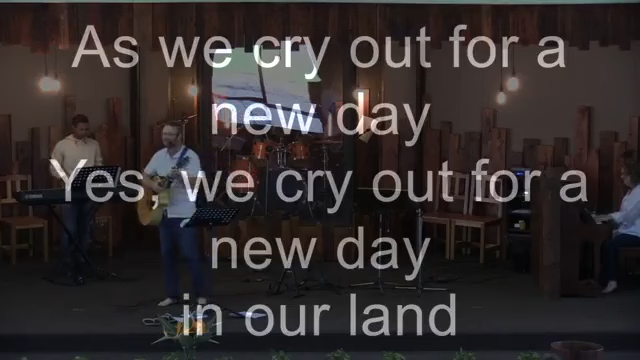 As we cry out for a
new day
Yes, we cry out for a
new day
in our land